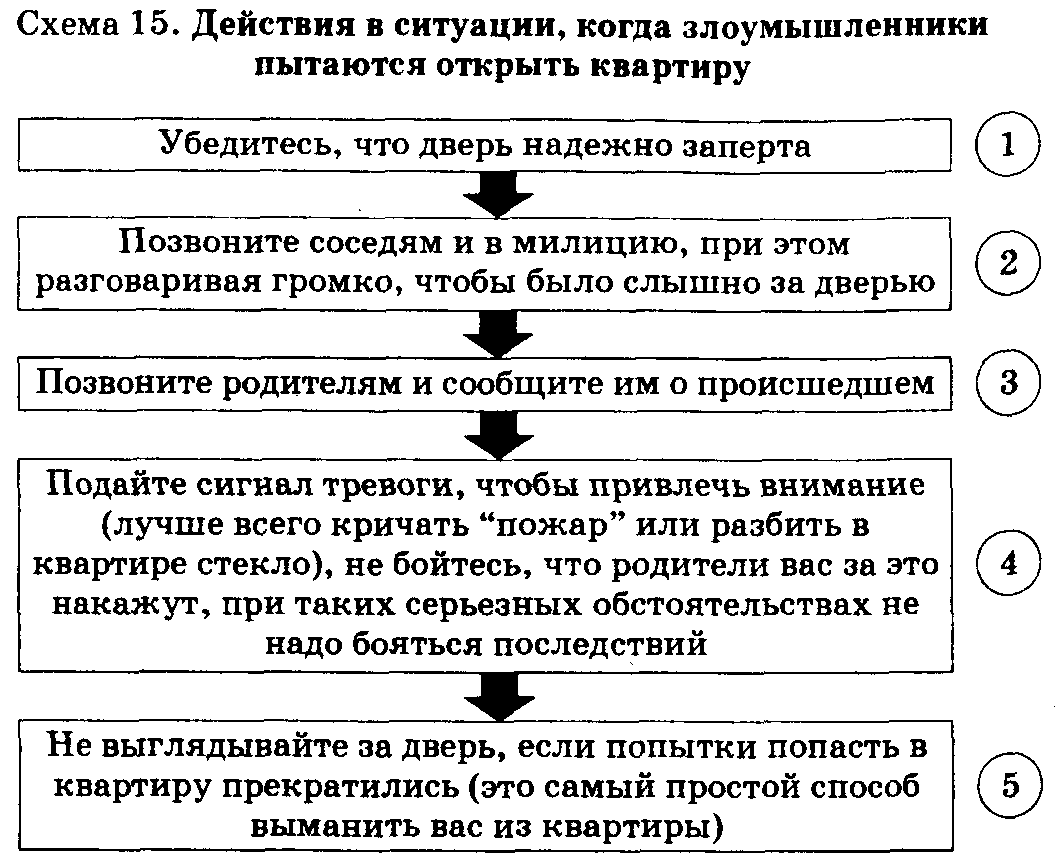 Схема 15. Действия в ситуации, когда злоумышленники
пытаются открыть квартиру
Убедитесь, что дверь надежно заперта
1
Позвоните соседям и в милицию, при этом
разговаривая громко, чтобы было слышно за дверью
2
Позвоните родителям и сообщите им о происшедшем
3
Подайте сигнал тревоги, чтобы привлечь внимание
(лучше всего кричать “пожар” или разбить в
квартире стекло), не бойтесь, что родители вас за это
накажут, при таких серьезных обстоятельствах не
надо бояться последствий
4
Не выглядывайте за дверь, если попытки попасть в
квартиру прекратились (это самый простой способ
выманить вас из квартиры)
5